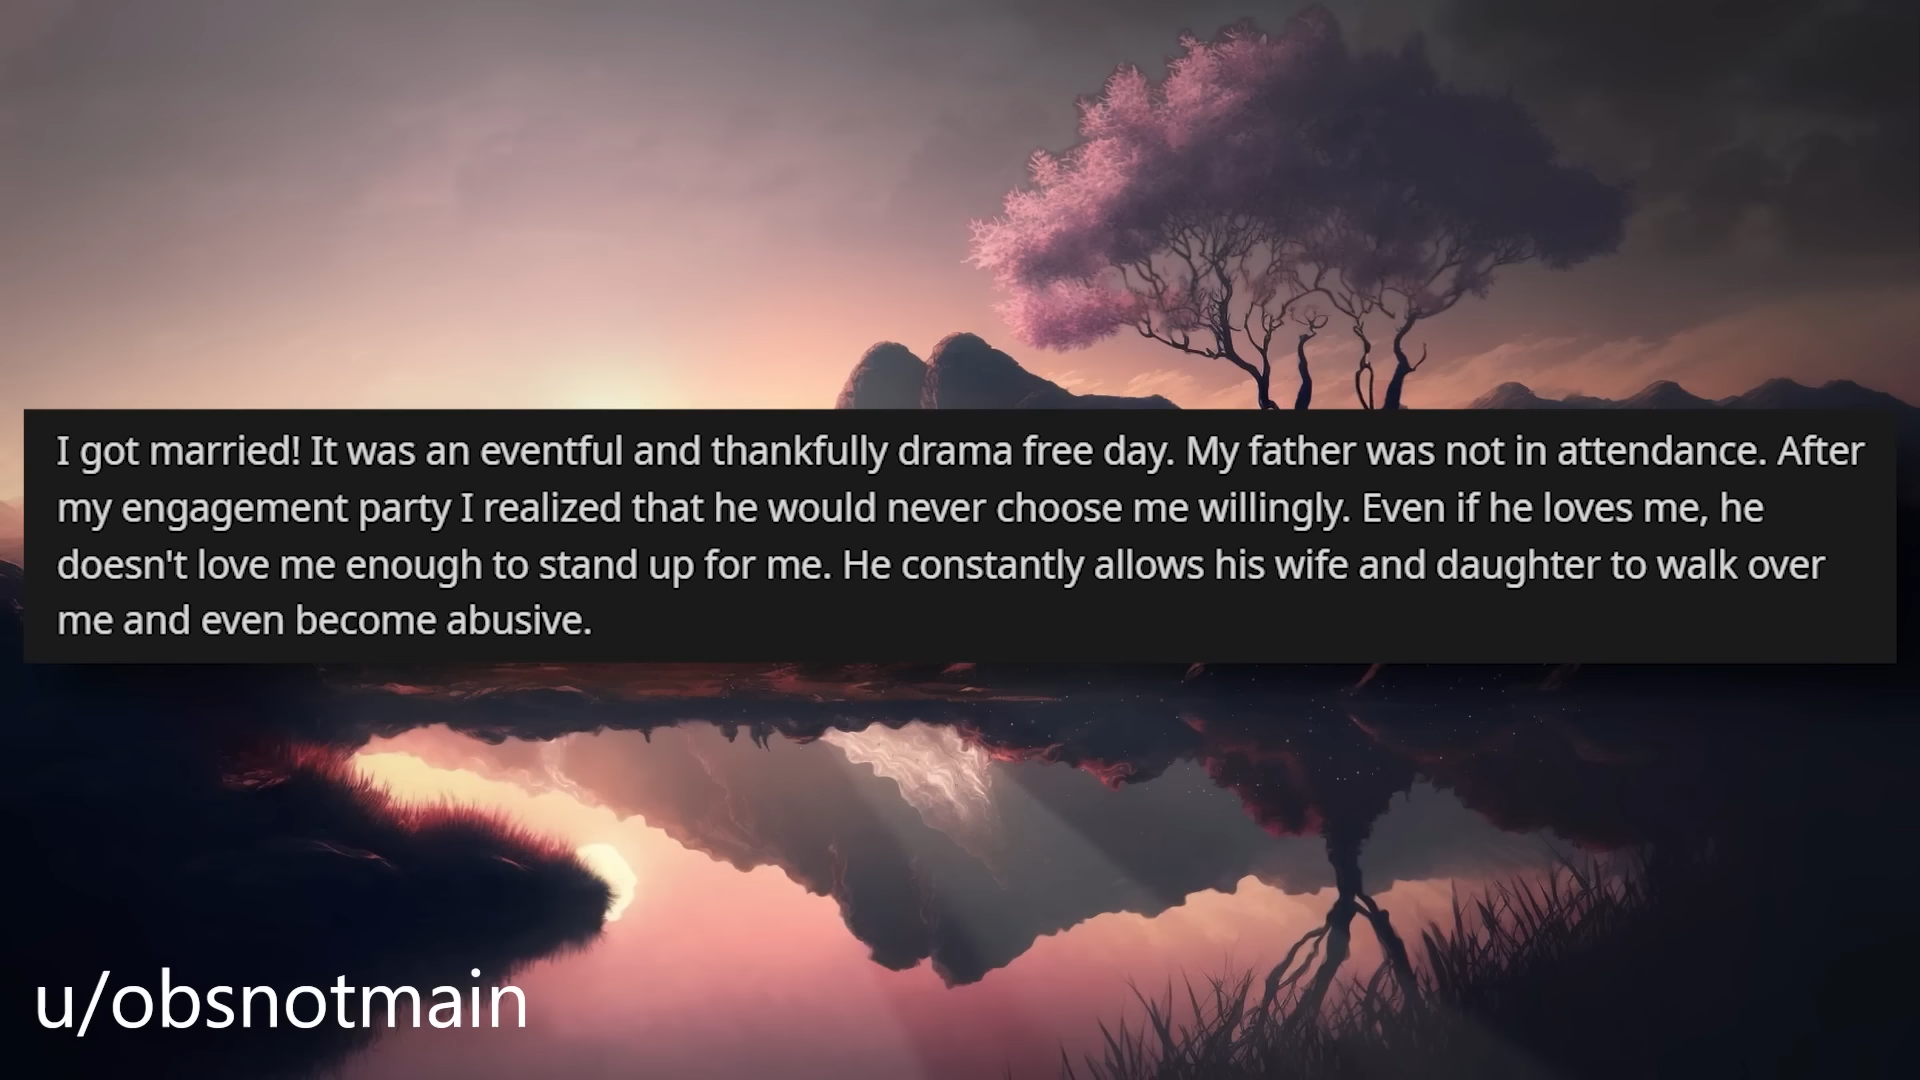 I got married! It was an eventful and thankfully drama free day. My father was not in attendance. After
my engagement party I realized that he would never choose me willingly. Even if he loves me, he
doesn't love me enough to stand up for me. He constantly allows his wife and daughter to walk over
me and even become abusive.
u/obsnotmain